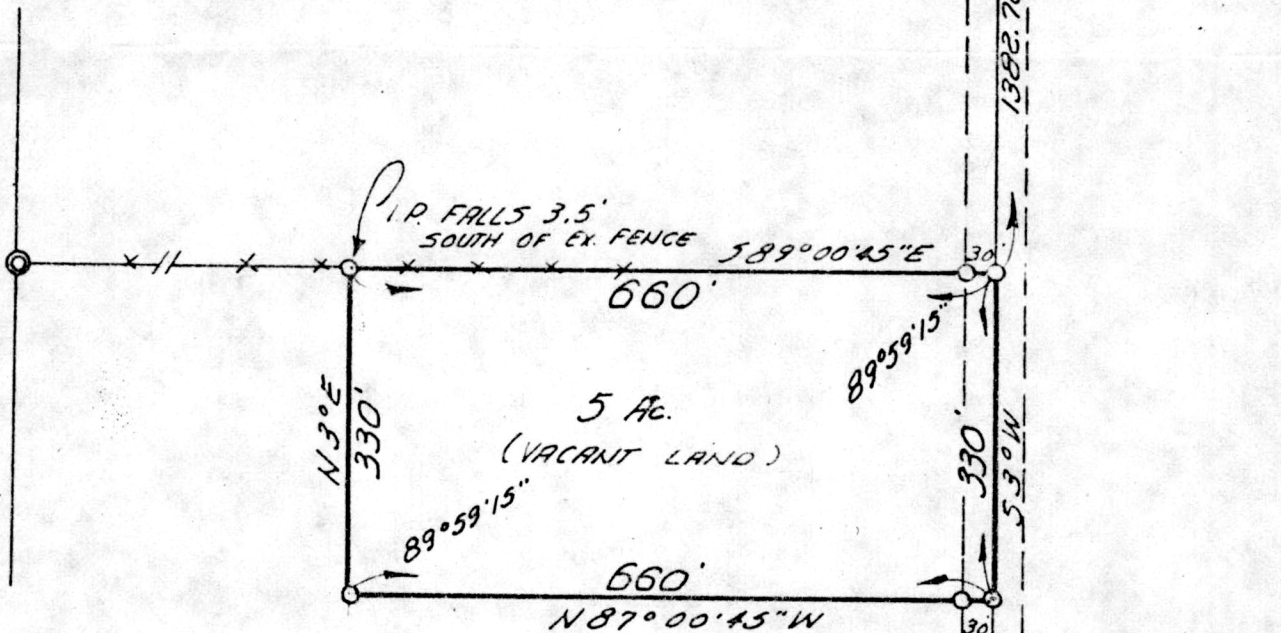 1382.7
I.P. FALLS 3.5'
SOUTH OF EX. FENCE
S89°00'45"E
30'
660'
89°59'15"
N3°E
330'
5 Ac.
(VACANT LAND)
330'
S3°W
89°59'15"
660'
N87°00'45"W
30'